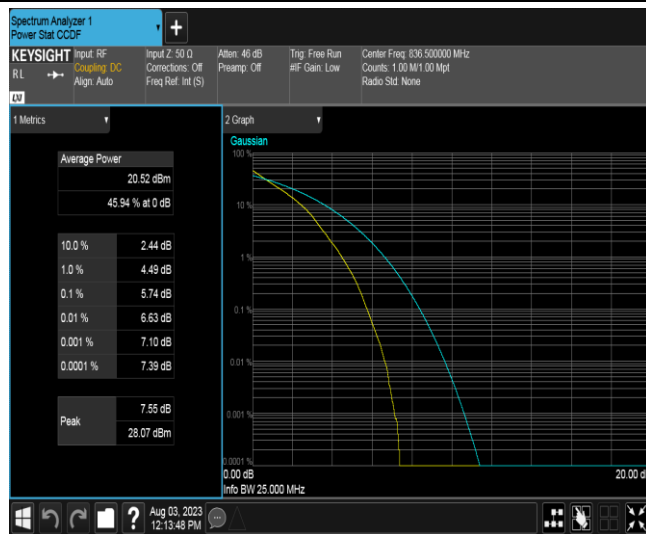 Spectrum Analyzer 1
Power Stat CCDF
+
KEYSIGHT
RL
LXI
Input: RF
Coupling: DC
Align: Auto
Input Z: 50 Ω
Corrections: Off
Freq Ref: Int (S)
Atten: 46 dB
Preamp: Off
Trig: Free Run
#IF Gain: Low
Center Freq: 836.500000 MHz
Counts: 1.00 M/1.00 Mpt
Radio Std: None
1 Metrics
Average Power
20.52 dBm
45.94 % at 0 dB
10.0 % 2.44 dB
1.0 % 4.49 dB
0.1 % 5.74 dB
0.01 % 6.63 dB
0.001 % 7.10 dB
0.0001 % 7.39 dB
Peak
7.55 dB
28.07 dBm
2 Graph
Gaussian
100 %
10 %
1 %
0.1 %
0.01 %
0.001 %
0.0001 %
0.00 dB
20.00 d
Info BW 25.000 MHz
?
Aug 03, 2023
12:13:48 PM